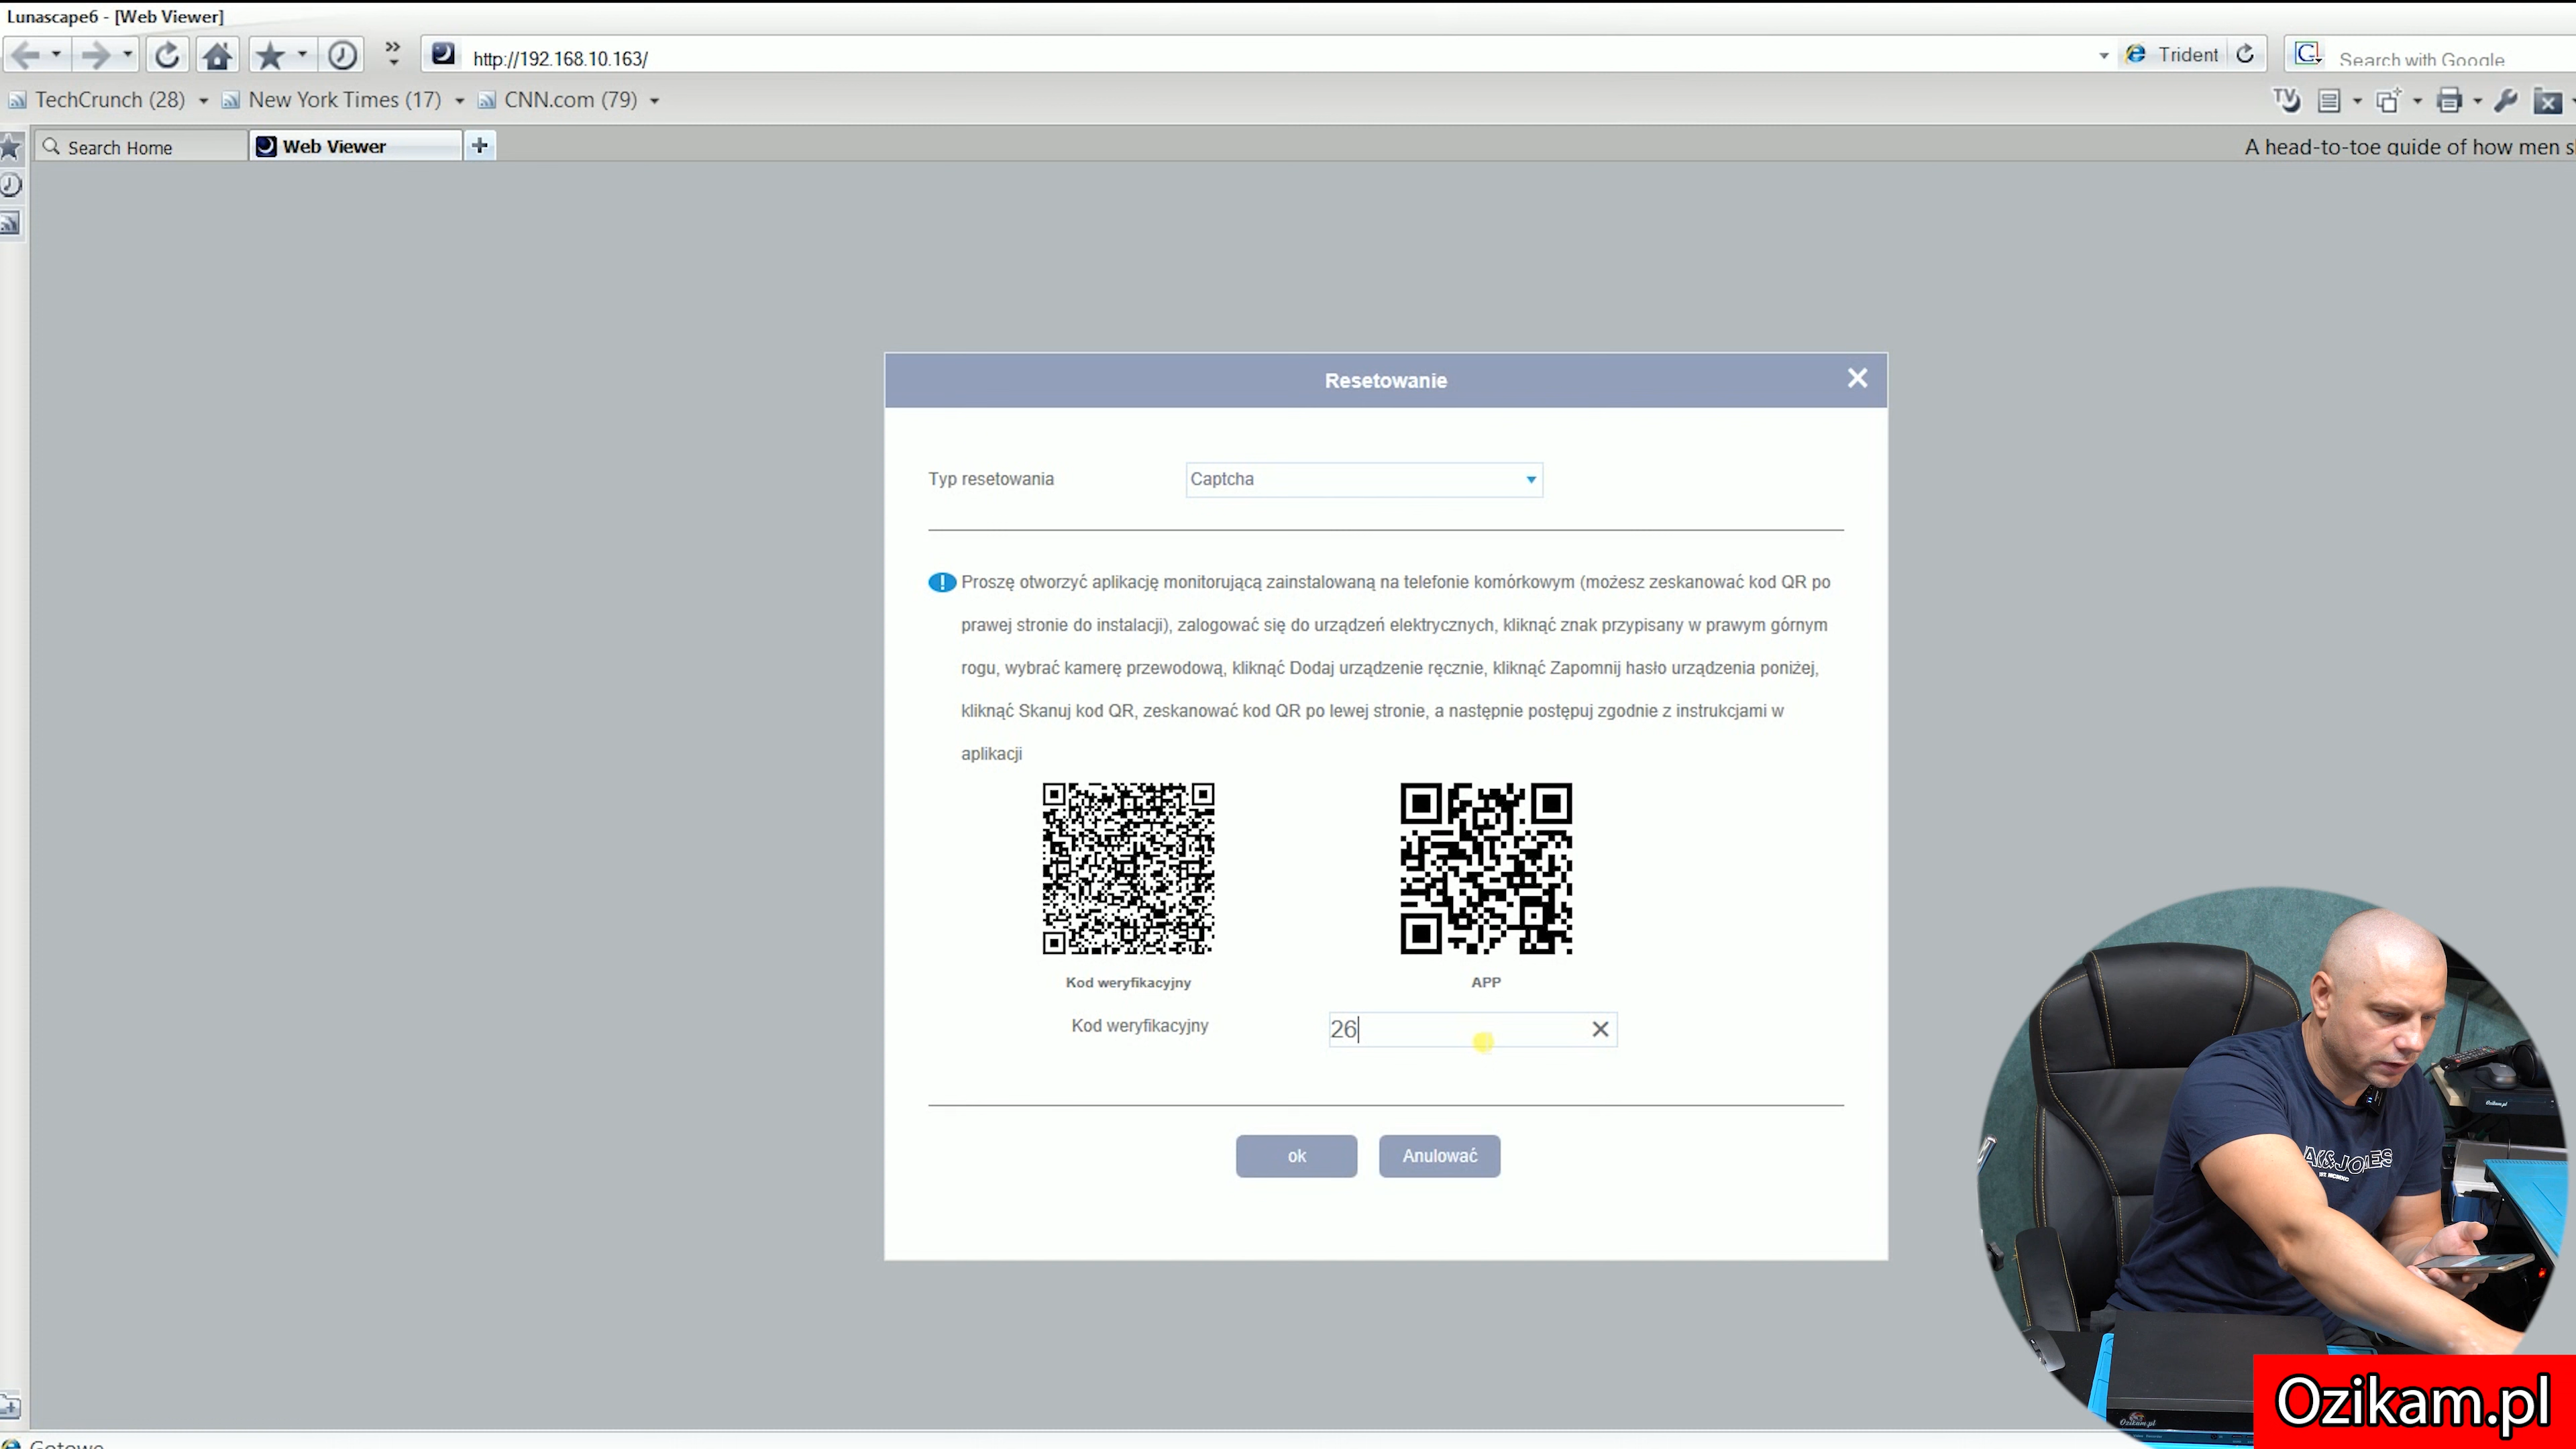 Lunascape6 - [Web Viewer]
http://192.168.10.163/
Trident
Search with Google
TechCrunch (28)
New York Times (17)
CNN.com (79)
Search Home
Web Viewer
A head-to-toe guide of how men s
Resetowanie
Typ resetowania
Captcha
Proszę otworzyć aplikację monitorującą zainstalowaną na telefonie komórkowym (możesz zeskanować kod QR po
prawej stronie do instalacji), zalogować się do urządzeń elektrycznych, kliknąć znak przypisany w prawym górnym
rogu, wybrać kamerę przewodową, kliknąć Dodaj urządzenie ręcznie, kliknąć Zapomnij hasło urządzenia poniżej,
kliknąć Skanuj kod QR, zeskanować kod QR po lewej stronie, a następnie postępuj zgodnie z instrukcjami w
aplikacji
Kod weryfikacyjny
APP
Kod weryfikacyjny
26
ok
Anulować
Ozikam.pl
Gotowe